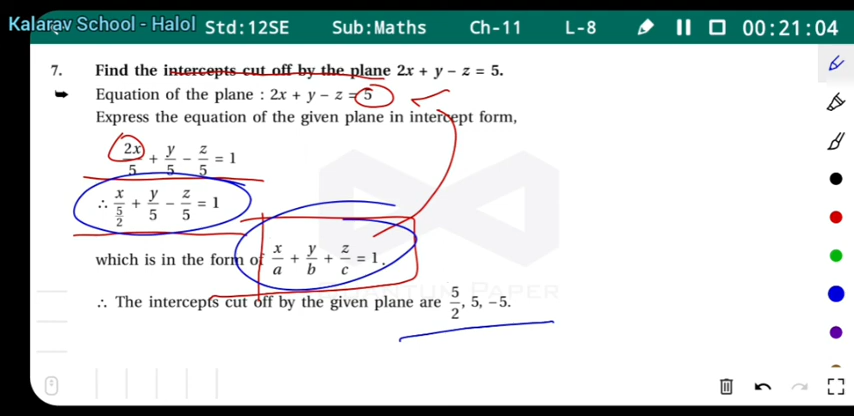 Kalarav School - Halol Std:12SE Sub:Maths Ch-11 L-8 00:21:04
7. Find the intercepts cut off by the plane 2x + y − z = 5.
Equation of the plane : 2x + y − z = 5
Express the equation of the given plane in intercept form,
2x/5 + y/5 − z/5 = 1
∴ x/(5/2) + y/5 − z/5 = 1
which is in the form of x/a + y/b + z/c = 1.
∴ The intercepts cut off by the given plane are 5/2, 5, −5.
PAPER